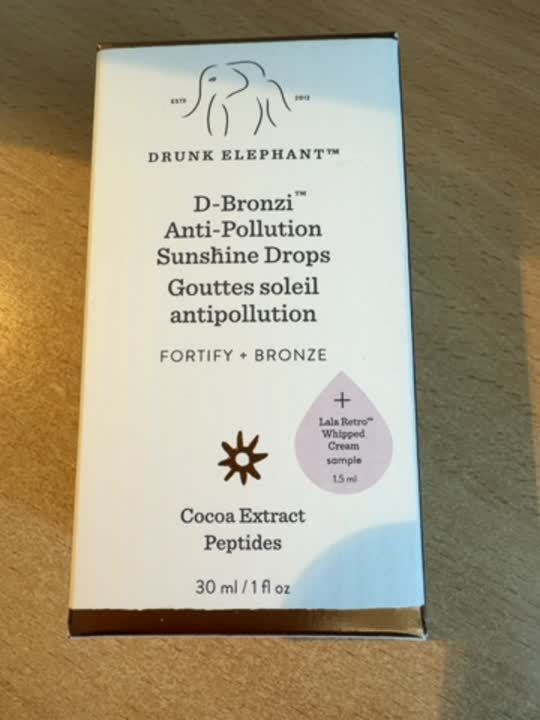 ESTD 2012
DRUNK ELEPHANT™
D-Bronzi™
Anti-Pollution
Sunshine Drops
Gouttes soleil
antipollution
FORTIFY + BRONZE
+
Lala Retro™
Whipped
Cream
sample
1.5 ml
Cocoa Extract
Peptides
30 ml / 1 fl oz